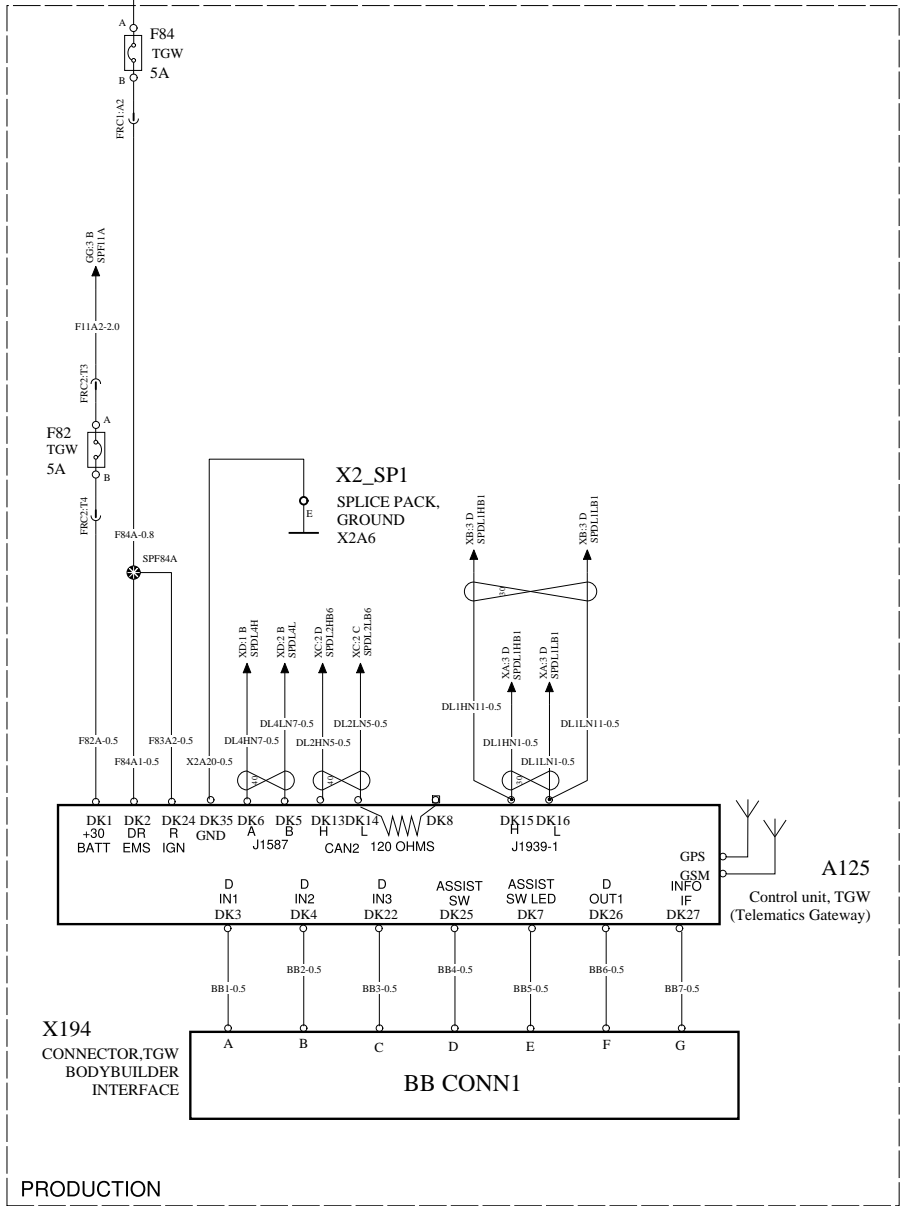 A
F84
TGW
5A
B
FRC1:A2
GG:3 B
SPF11A
F11A2-2.0
FRC2:T3
A
F82
TGW
5A
B
FRC2:T4
F84A-0.8
SPF84A
X2_SP1
SPLICE PACK,
GROUND
X2A6
E
XB:3 D
SPDL1HB1
XB:3 D
SPDL1LB1
30
XD:1 B
SPDL4H
XD:2 B
SPDL4L
XC:2 D
SPDL2HB6
XC:2 C
SPDL2LB6
XA:3 D
SPDL1HB1
XA:3 D
SPDL1LB1
DL1HN11-0.5
DL4LN7-0.5
DL2LN5-0.5
DL1LN11-0.5
F82A-0.5
F83A2-0.5
DL4HN7-0.5
DL2HN5-0.5
DL1HN1-0.5
F84A1-0.5
X2A20-0.5
DL1LN1-0.5
40
40
30
DK1
+30
BATT
DK2
DR
EMS
DK24
R
IGN
DK35
GND
DK6
A
DK5
B
J1587
DK13
H
DK14
L
CAN2
120 OHMS
DK8
DK15
H
DK16
L
J1939-1
GPS
GSM
A125
Control unit, TGW
(Telematics Gateway)
D
IN1
DK3
D
IN2
DK4
D
IN3
DK22
ASSIST
SW
DK25
ASSIST
SW LED
DK7
D
OUT1
DK26
INFO
IF
DK27
BB1-0.5
BB2-0.5
BB3-0.5
BB4-0.5
BB5-0.5
BB6-0.5
BB7-0.5
X194
CONNECTOR,TGW
BODYBUILDER
INTERFACE
A
B
C
D
E
F
G
BB CONN1
PRODUCTION